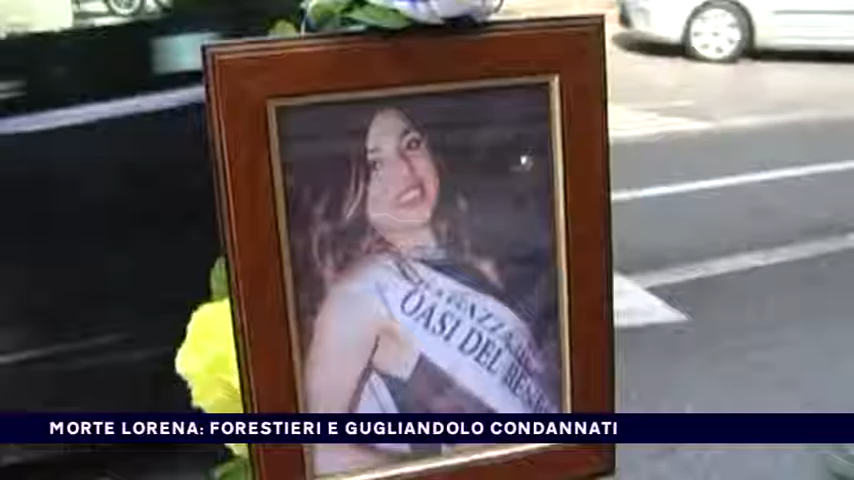 OASI DEL
MORTE LORENA: FORESTIERI E GUGLIANDOLO CONDANNATI